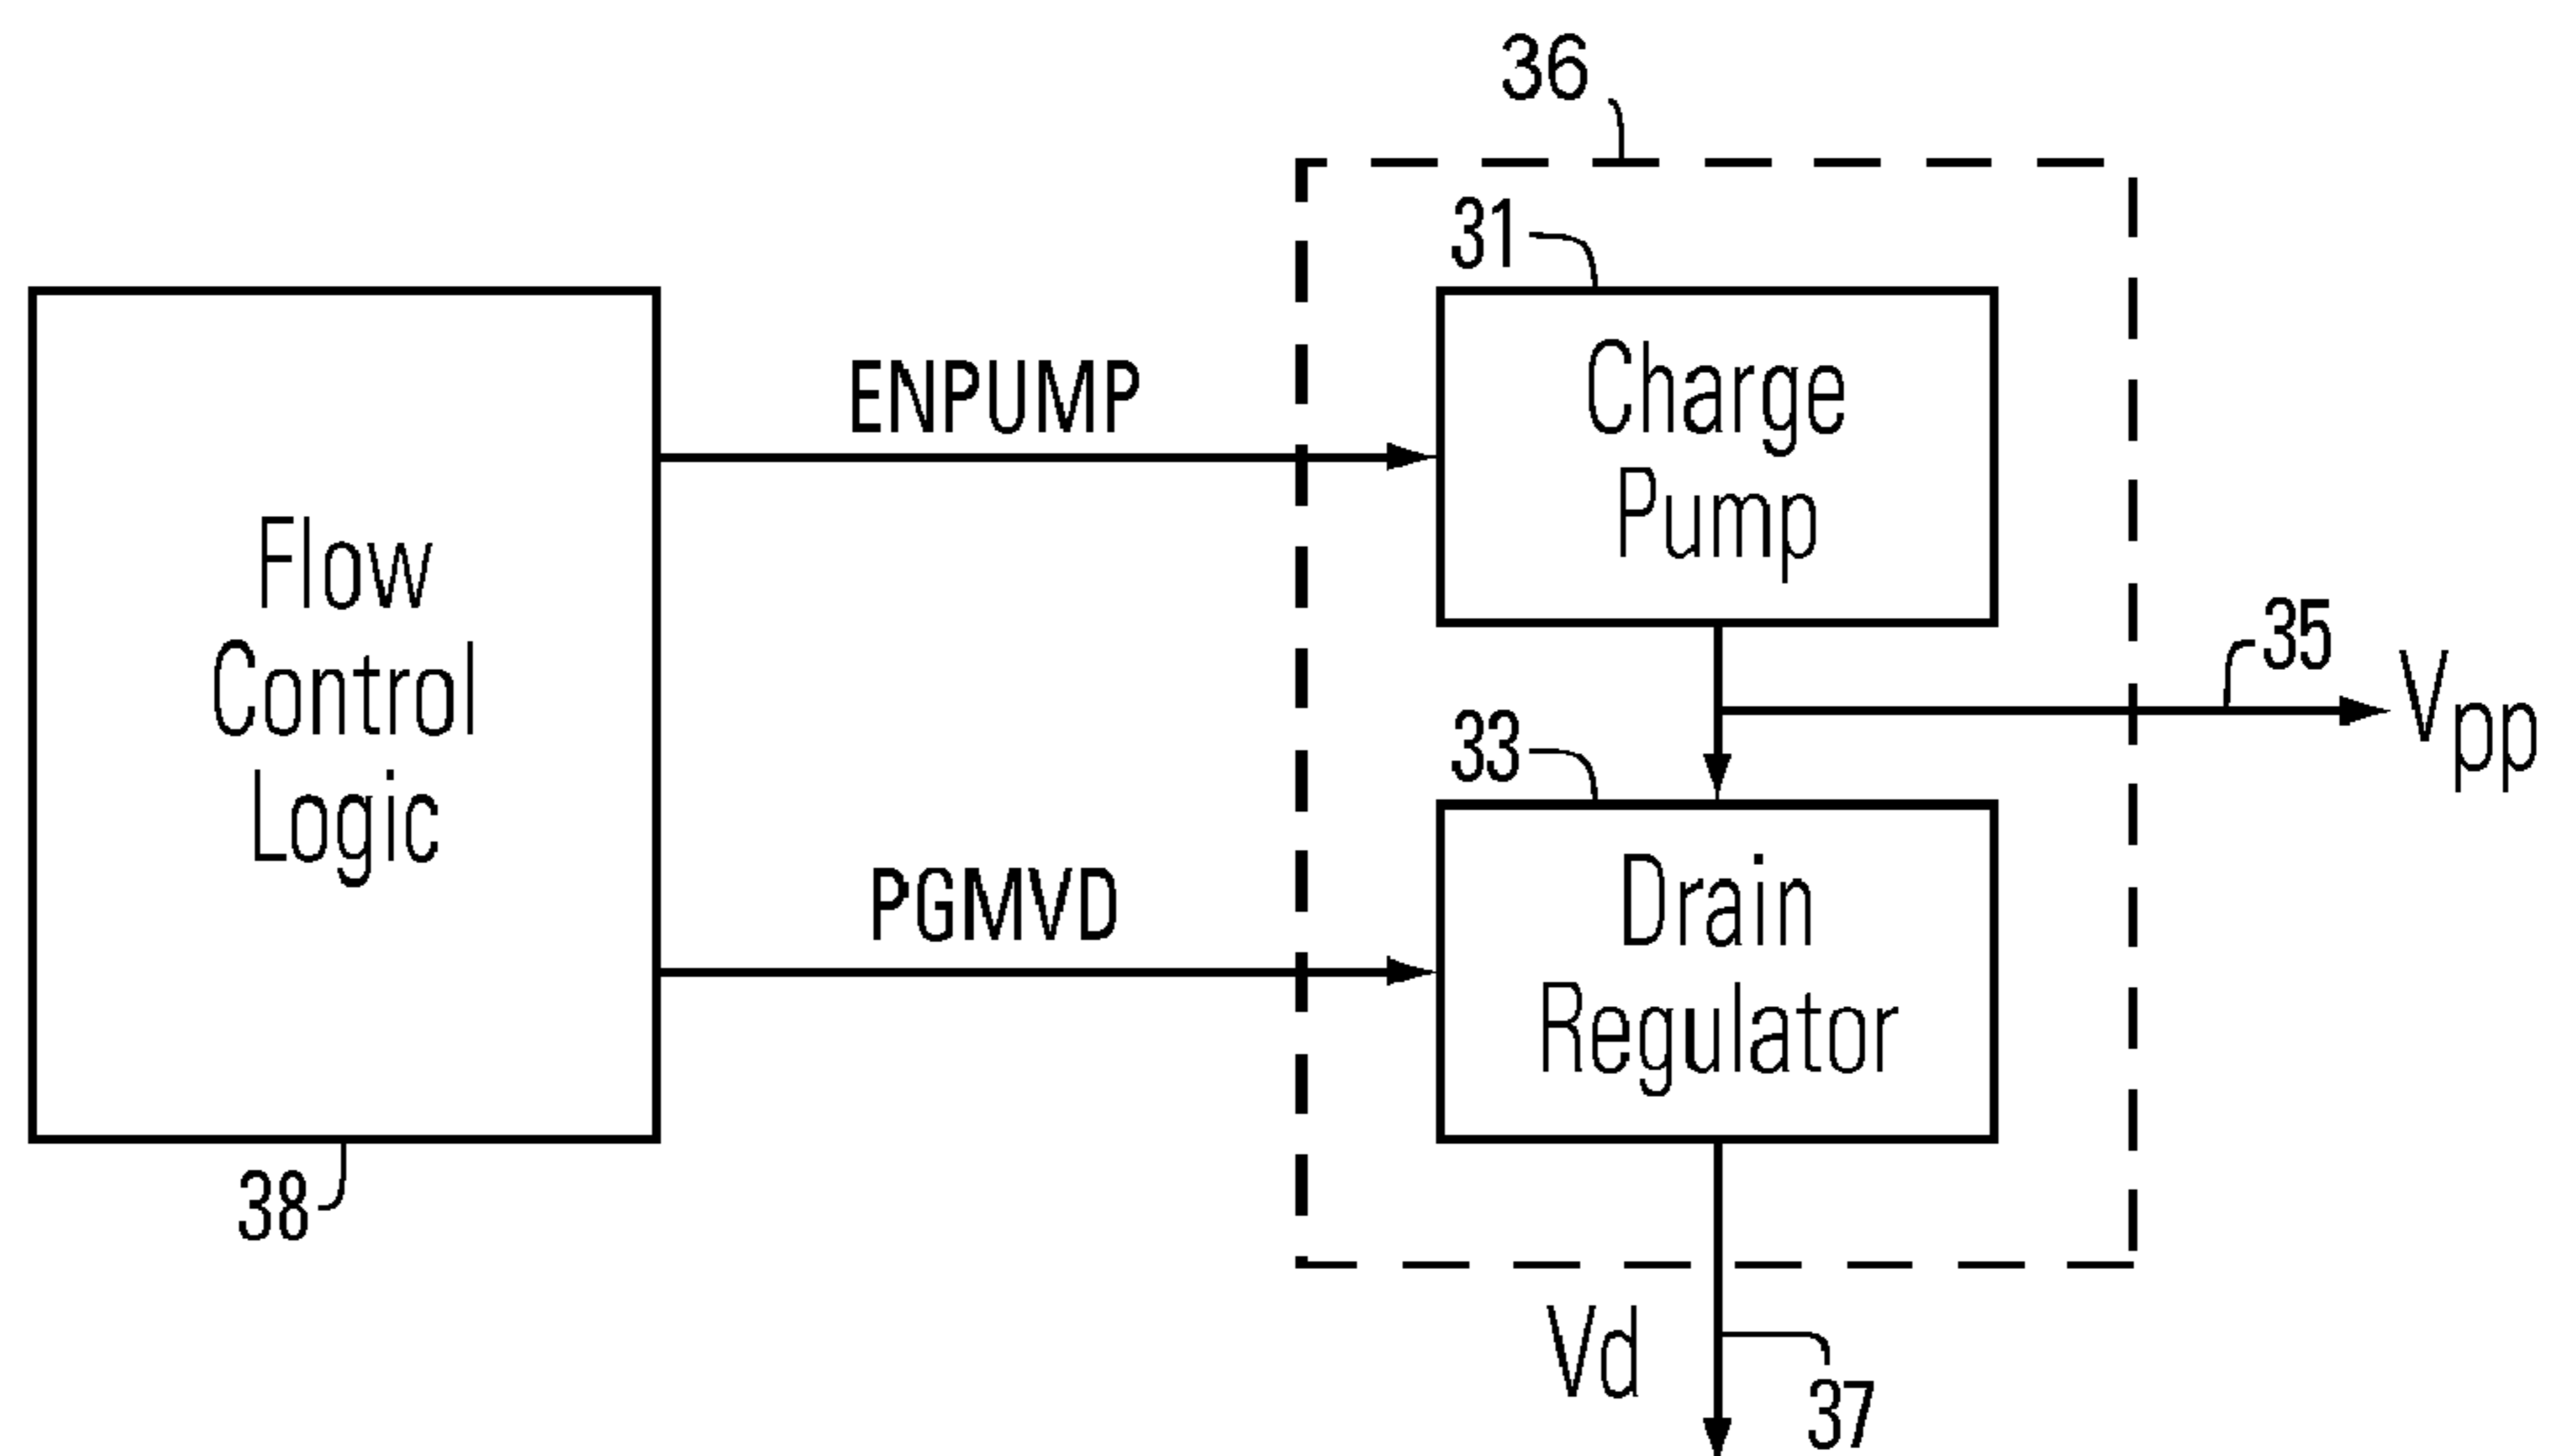 36
31
Charge
Pump
ENPUMP
Flow
Control
Logic
35
Vpp
33
Drain
Regulator
PGMVD
38
Vd
37